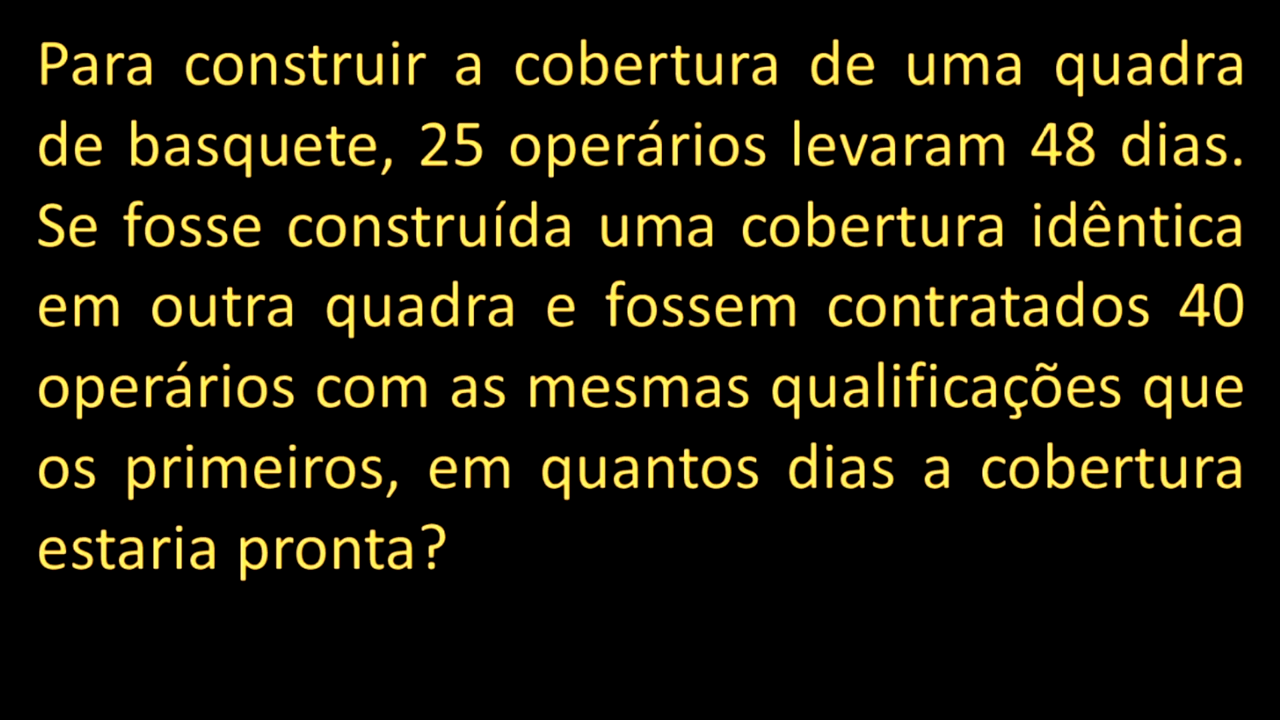 Para construir a cobertura de uma quadra
de basquete, 25 operários levaram 48 dias.
Se fosse construída uma cobertura idêntica
em outra quadra e fossem contratados 40
operários com as mesmas qualificações que
os primeiros, em quantos dias a cobertura
estaria pronta?